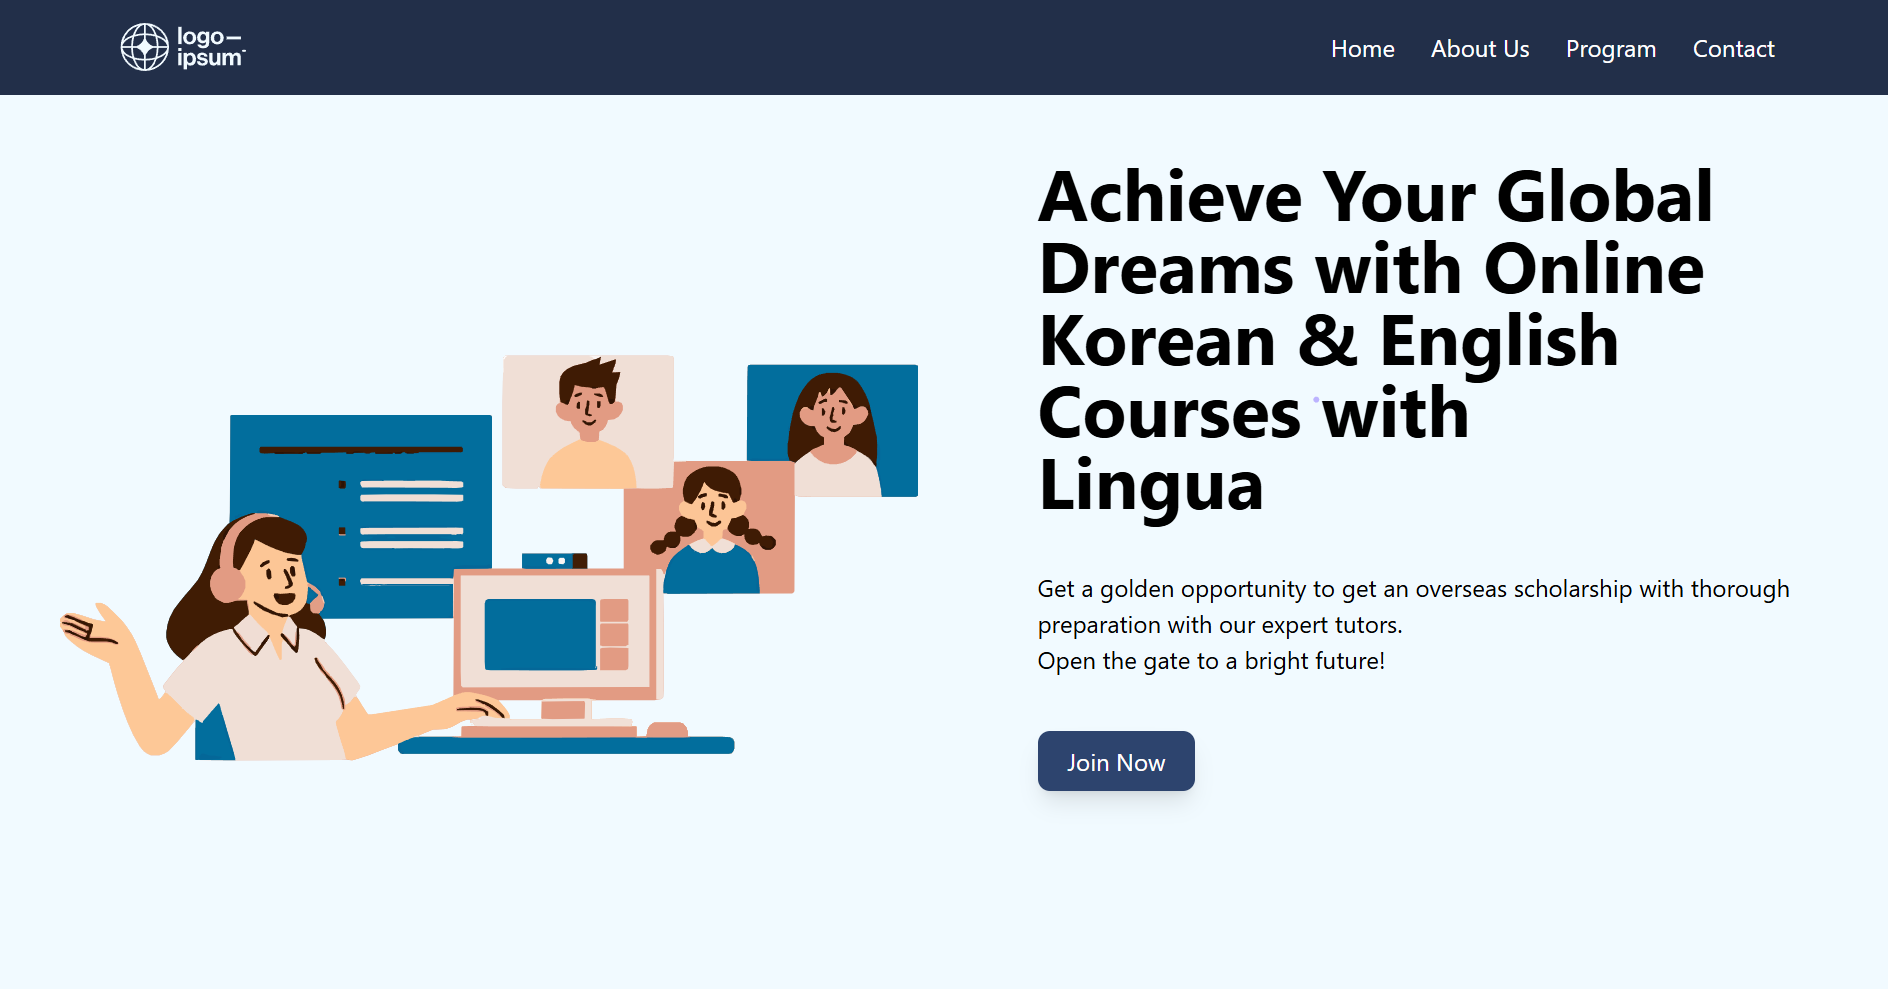 logo
ipsum
Home About Us Program Contact
Achieve Your Global
Dreams with Online
Korean & English
Courses with
Lingua
Get a golden opportunity to get an overseas scholarship with thorough
preparation with our expert tutors.
Open the gate to a bright future!
Join Now